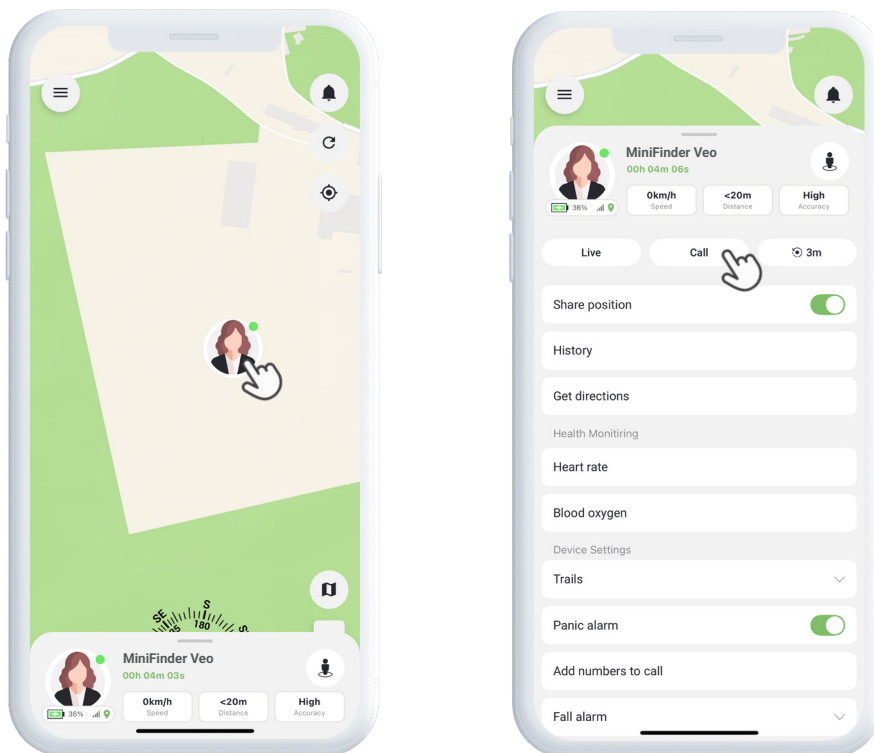 SE
S
180
MiniFinder Veo
00h 04m 03s
36%
0km/h
Speed
<20m
Distance
High
Accuracy
MiniFinder Veo
00h 04m 06s
36%
0km/h
Speed
<20m
Distance
High
Accuracy
Live
Call
3m
Share position
History
Get directions
Health Monitiring
Heart rate
Blood oxygen
Device Settings
Trails
Panic alarm
Add numbers to call
Fall alarm